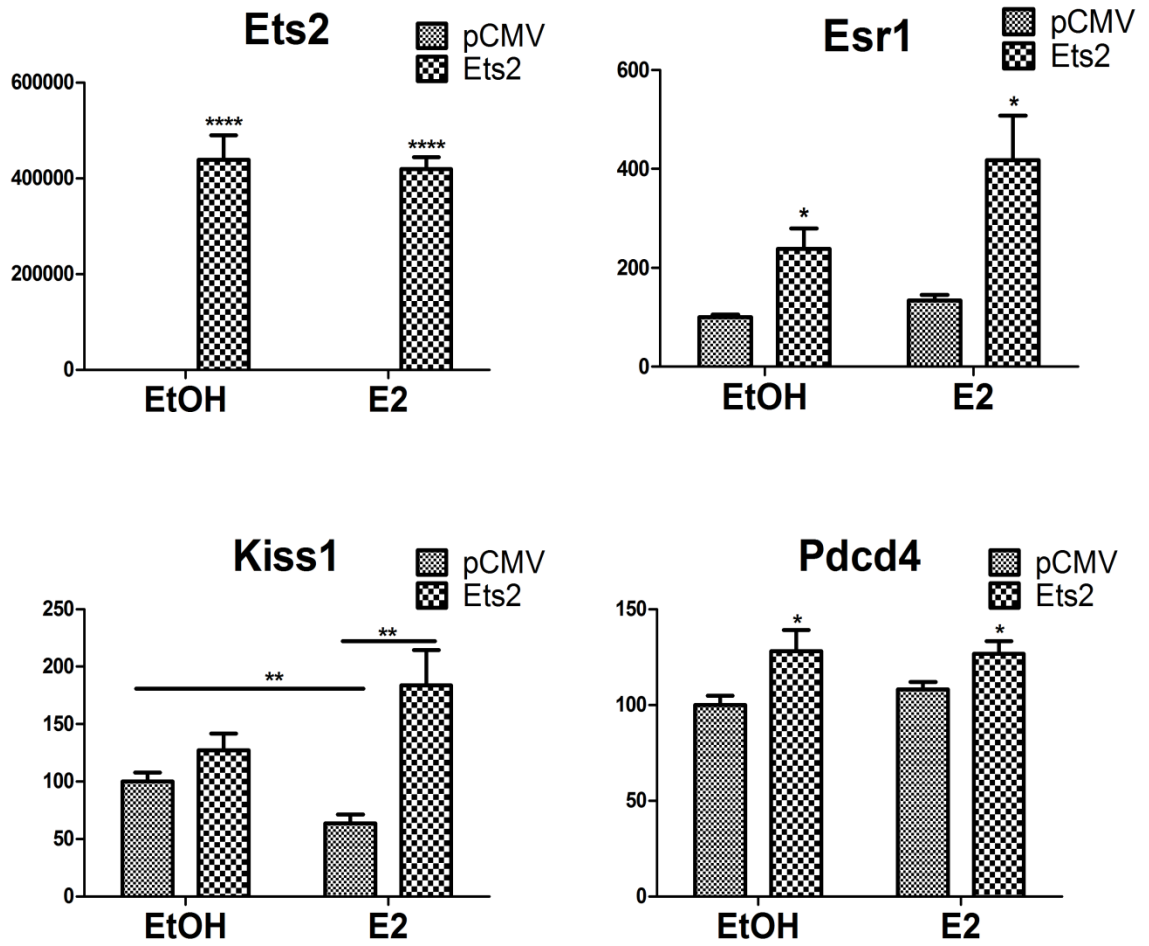 Ets2
pCMV
Ets2
600000
400000
200000
0
****
****
EtOH
E2
Esr1
pCMV
Ets2
600
400
200
0
*
*
EtOH
E2
Kiss1
pCMV
Ets2
250
200
150
100
50
0
**
**
EtOH
E2
Pdcd4
pCMV
Ets2
150
100
50
0
*
*
EtOH
E2